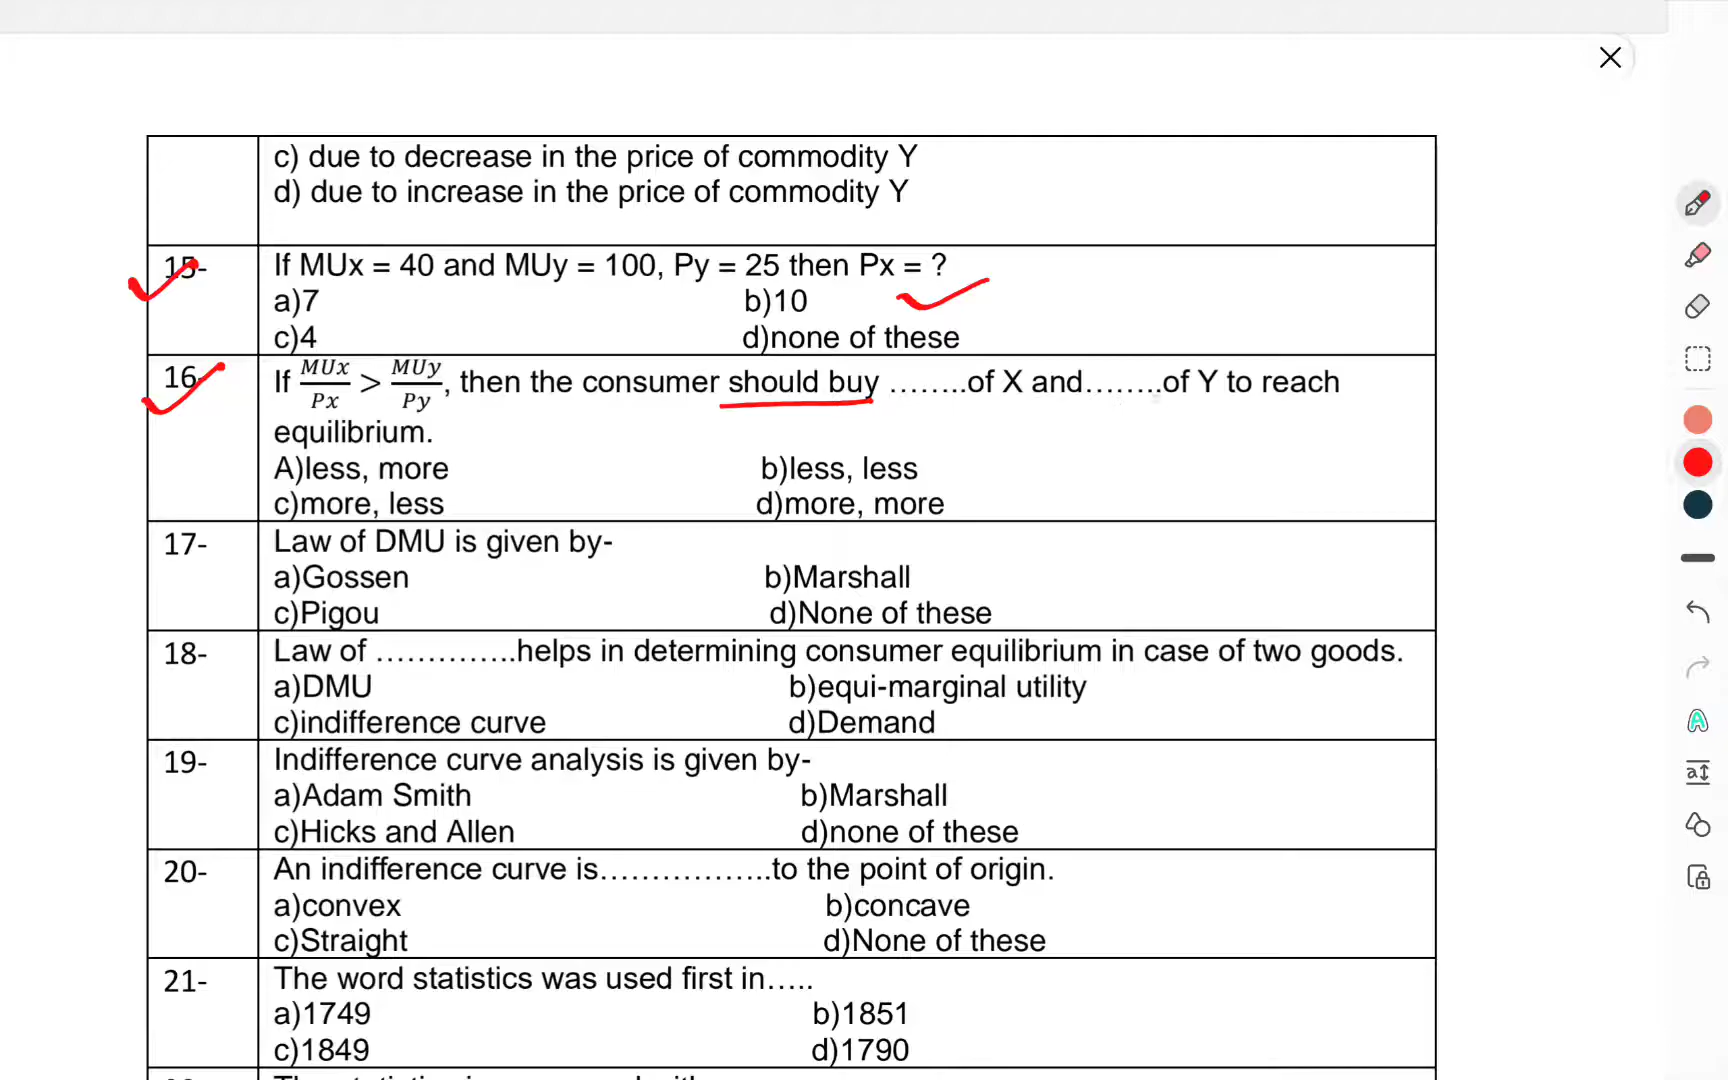 c) due to decrease in the price of commodity Y
d) due to increase in the price of commodity Y
15- If MUx = 40 and MUy = 100, Py = 25 then Px = ?
a)7 b)10
c)4 d)none of these
16- If MUx/Px > MUy/Py, then the consumer should buy ........of X and........of Y to reach
equilibrium.
A)less, more b)less, less
c)more, less d)more, more
17- Law of DMU is given by-
a)Gossen b)Marshall
c)Pigou d)None of these
18- Law of ..............helps in determining consumer equilibrium in case of two goods.
a)DMU b)equi-marginal utility
c)indifference curve d)Demand
19- Indifference curve analysis is given by-
a)Adam Smith b)Marshall
c)Hicks and Allen d)none of these
20- An indifference curve is.................to the point of origin.
a)convex b)concave
c)Straight d)None of these
21- The word statistics was used first in.....
a)1749 b)1851
c)1849 d)1790